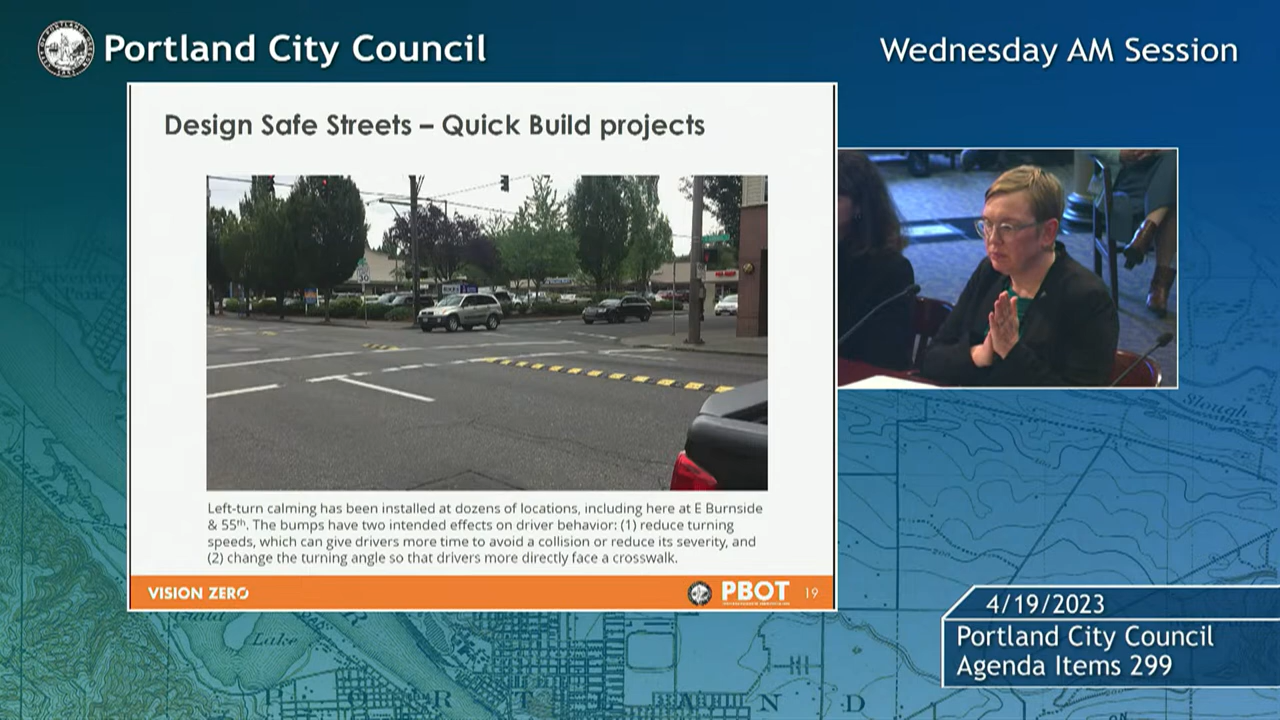 Portland City Council
Wednesday AM Session
Design Safe Streets – Quick Build projects
Left-turn calming has been installed at dozens of locations, including here at E Burnside
& 55th. The bumps have two intended effects on driver behavior: (1) reduce turning
speeds, which can give drivers more time to avoid a collision or reduce its severity, and
(2) change the turning angle so that drivers more directly face a crosswalk.
VISION ZERO
PBOT
19
4/19/2023
Portland City Council
Agenda Items 299
Slough
Guild
Lake